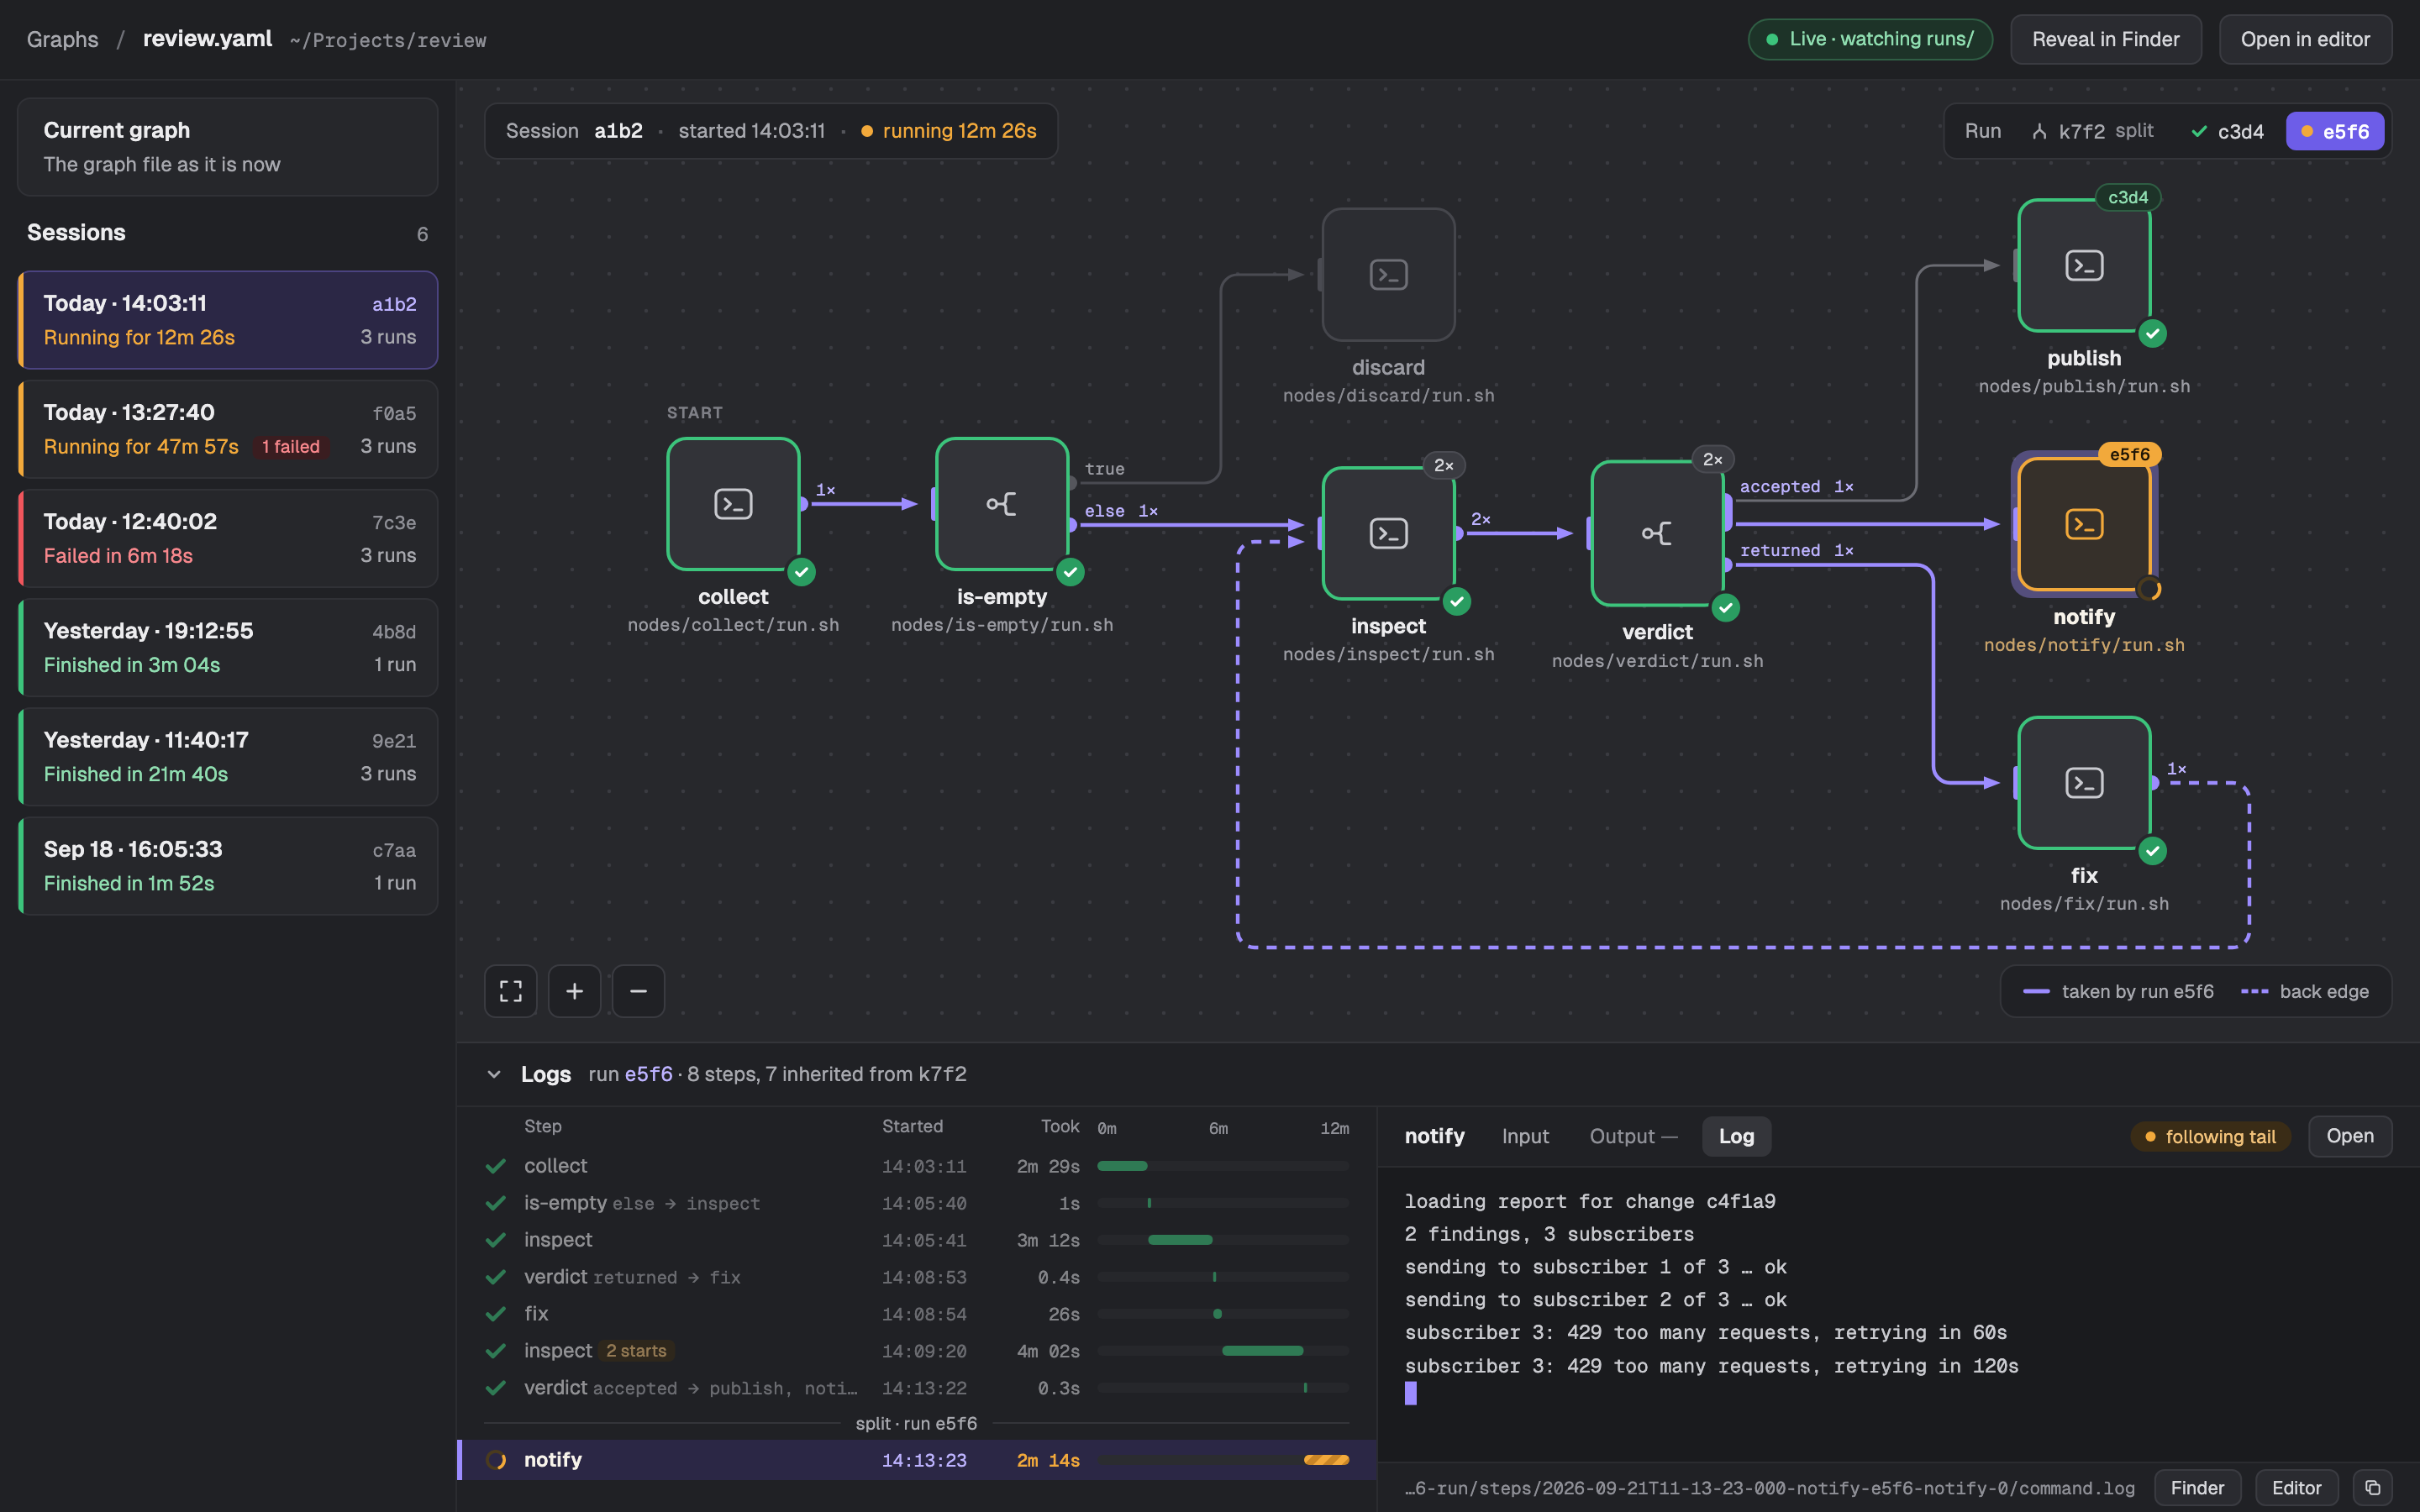 Graphs / review.yaml ~/Projects/review
Live · watching runs/
Reveal in Finder
Open in editor
Current graph
The graph file as it is now
Sessions 6
Today · 14:03:11 a1b2
Running for 12m 26s 3 runs
Today · 13:27:40 f0a5
Running for 47m 57s 1 failed 3 runs
Today · 12:40:02 7c3e
Failed in 6m 18s 3 runs
Yesterday · 19:12:55 4b8d
Finished in 3m 04s 1 run
Yesterday · 11:40:17 9e21
Finished in 21m 40s 3 runs
Sep 18 · 16:05:33 c7aa
Finished in 1m 52s 1 run
Session a1b2 · started 14:03:11 · running 12m 26s
Run k7f2 split c3d4 e5f6
c3d4
publish
nodes/publish/run.sh
discard
nodes/discard/run.sh
START
collect
nodes/collect/run.sh
1×
is-empty
nodes/is-empty/run.sh
true
else 1×
2×
inspect
nodes/inspect/run.sh
2×
2×
verdict
nodes/verdict/run.sh
accepted 1×
returned 1×
e5f6
notify
nodes/notify/run.sh
1×
fix
nodes/fix/run.sh
taken by run e5f6
back edge
Logs run e5f6 · 8 steps, 7 inherited from k7f2
Step Started Took 0m 6m 12m
collect 14:03:11 2m 29s
is-empty else → inspect 14:05:40 1s
inspect 14:05:41 3m 12s
verdict returned → fix 14:08:53 0.4s
fix 14:08:54 26s
inspect 2 starts 14:09:20 4m 02s
verdict accepted → publish, noti… 14:13:22 0.3s
split · run e5f6
notify 14:13:23 2m 14s
notify Input Output — Log
following tail
Open
loading report for change c4f1a9
2 findings, 3 subscribers
sending to subscriber 1 of 3 … ok
sending to subscriber 2 of 3 … ok
subscriber 3: 429 too many requests, retrying in 60s
subscriber 3: 429 too many requests, retrying in 120s
…6-run/steps/2026-09-21T11-13-23-000-notify-e5f6-notify-0/command.log
Finder
Editor